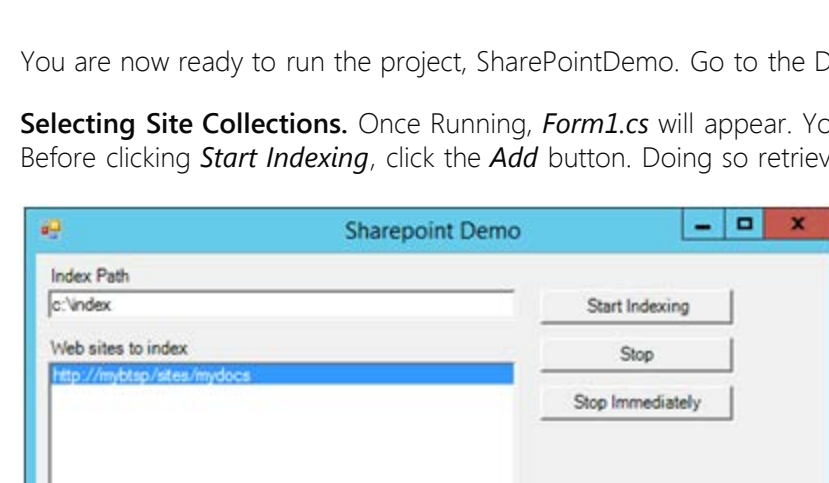 You are now ready to run the project, SharePointDemo. Go to the D
Selecting Site Collections. Once Running, Form1.cs will appear. Yo
Before clicking Start Indexing, click the Add button. Doing so retriev
Sharepoint Demo
Index Path
c:\index
Start Indexing
Web sites to index
Stop
http://mybtsp/sites/mydocs
Stop Immediately